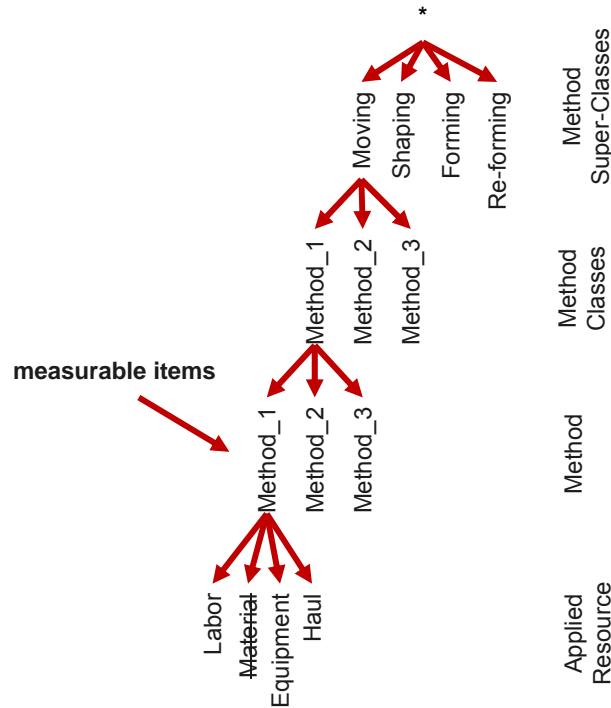 *
Moving
Shaping
Forming
Re-forming
Method
Super-Classes
Method_1
Method_2
Method_3
Method
Classes
measurable items
Method_1
Method_2
Method_3
Method
Labor
Material
Equipment
Haul
Applied
Resource